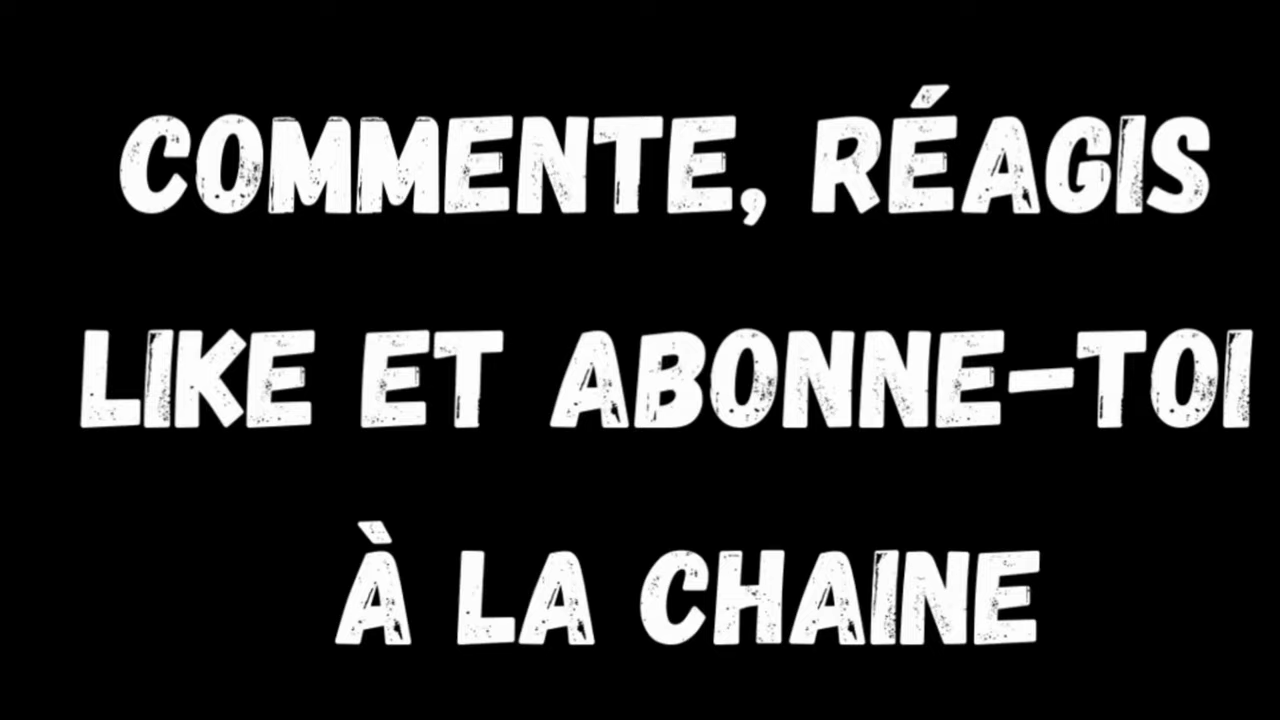 COMMENTE, RÉAGIS
LIKE ET ABONNE-TOI
À LA CHAINE